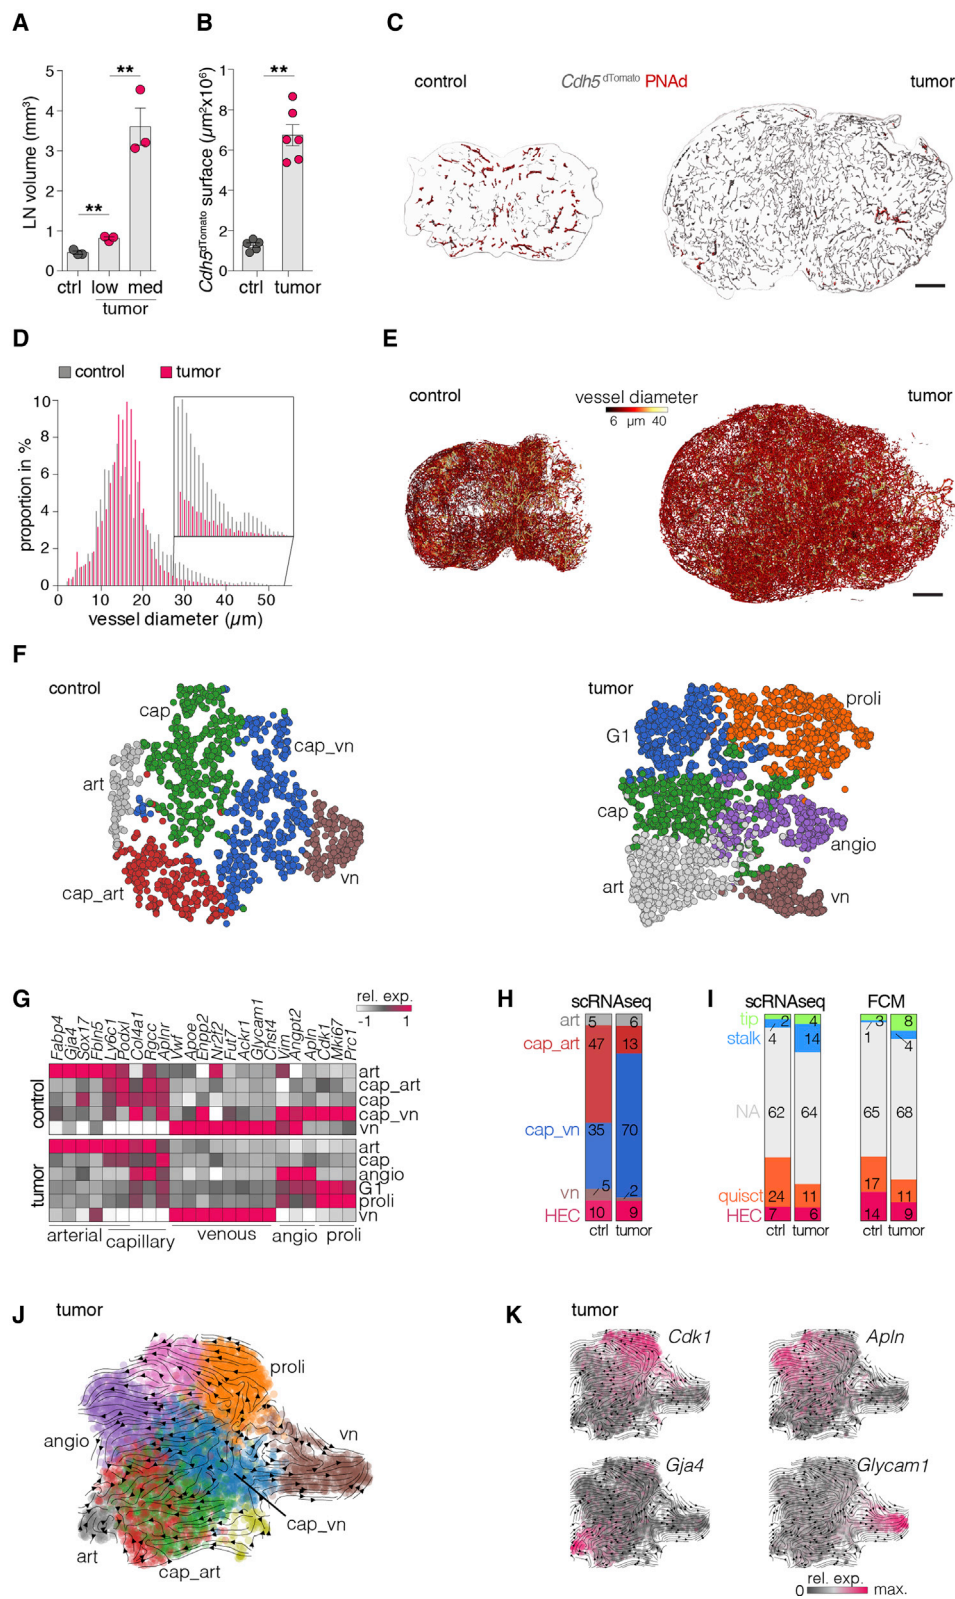 A
LN volume (mm³)
5
4
3
2
1
0
**
**
ctrl low med
tumor
B
Cdh5dTomato surface (µm²x10⁶)
1
8
6
4
2
0
**
ctrl tumor
C
control
Cdh5dTomato PNAd
tumor
D
control tumor
proportion in %
10
8
6
4
2
0
0 10 20 30 40 50
vessel diameter (µm)
E
control
vessel diameter
6 µm 40
tumor
F
control
cap
cap_vn
art
cap_art
vn
tumor
proli
G1
cap
angio
art
vn
G
rel. exp.
-1 1
Fabp4
Gja4
Sox17
Fbln5
Ly6c1
Podxl
Col4a1
Rgcc
Aplnr
Vwf
Apoe
Enpp2
Nr2f2
Fut7
Ackr1
Glycam1
Chst4
Vim
Angpt2
Apln
Cdk1
Mki67
Prc1
control
art
cap_art
cap
cap_vn
vn
tumor
art
cap
angio
G1
proli
vn
arterial capillary venous angio proli
H
scRNAseq
art 5 6
cap_art 47 13
cap_vn 35 70
vn 5 2
HEC 10 9
ctrl tumor
I
scRNAseq FCM
tip 2 4 3 8
stalk 4 14 1 4
NA 62 64 65 68
quisct 24 11 17 11
HEC 7 6 14 9
ctrl tumor ctrl tumor
J
tumor
proli
angio
vn
cap_vn
art
cap_art
K
tumor
Cdk1
Apln
Gja4
Glycam1
rel. exp.
0 max.